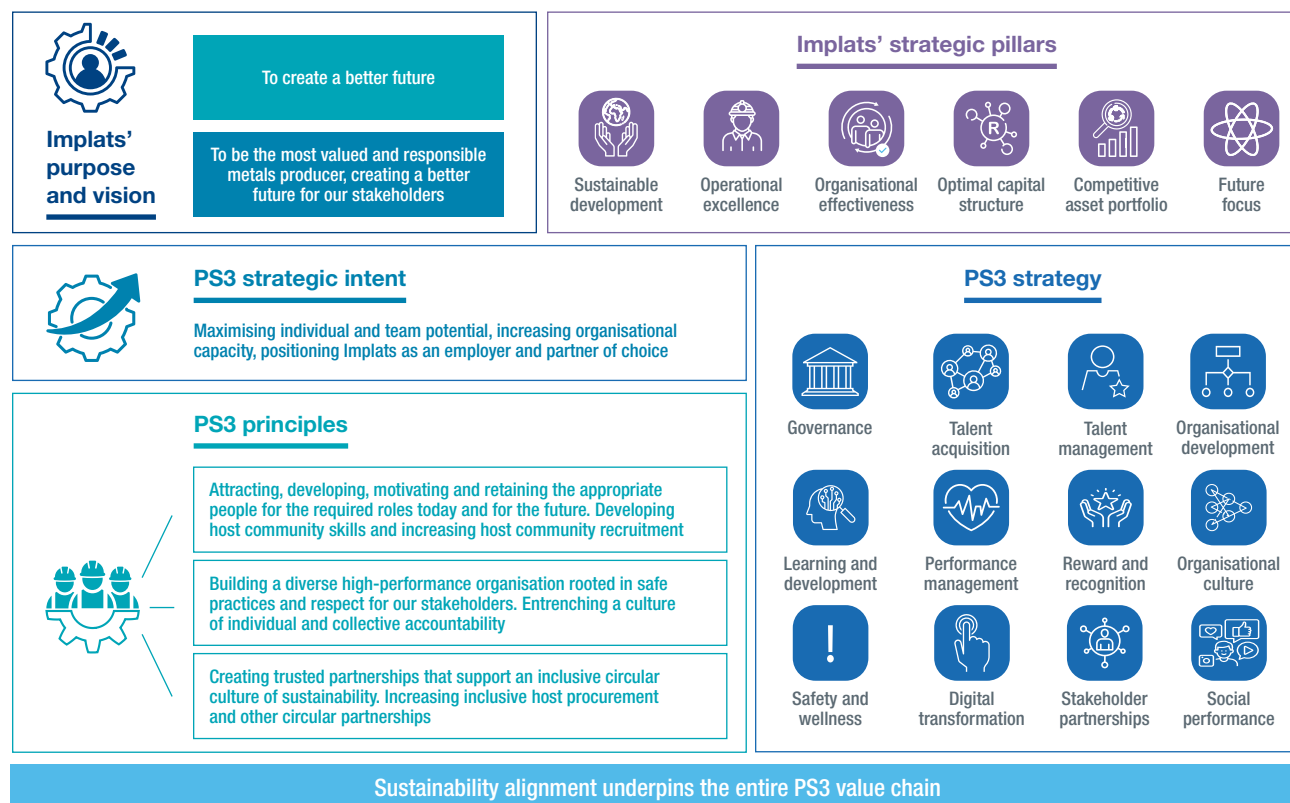 Implats'
purpose
and vision
To create a better future
To be the most valued and responsible
metals producer, creating a better
future for our stakeholders
Implats' strategic pillars
R
Sustainable
development
Operational
excellence
Organisational
effectiveness
Optimal capital
structure
Competitive
asset portfolio
Future
focus
PS3 strategic intent
Maximising individual and team potential, increasing organisational
capacity, positioning Implats as an employer and partner of choice
PS3 principles
Attracting, developing, motivating and retaining the appropriate
people for the required roles today and for the future. Developing
host community skills and increasing host community recruitment
Building a diverse high-performance organisation rooted in safe
practices and respect for our stakeholders. Entrenching a culture
of individual and collective accountability
Creating trusted partnerships that support an inclusive circular
culture of sustainability. Increasing inclusive host procurement
and other circular partnerships
PS3 strategy
Governance
Talent
acquisition
Talent
management
Organisational
development
Learning and
development
Performance
management
Reward and
recognition
Organisational
culture
!
Safety and
wellness
Digital
transformation
Stakeholder
partnerships
Social
performance
Sustainability alignment underpins the entire PS3 value chain